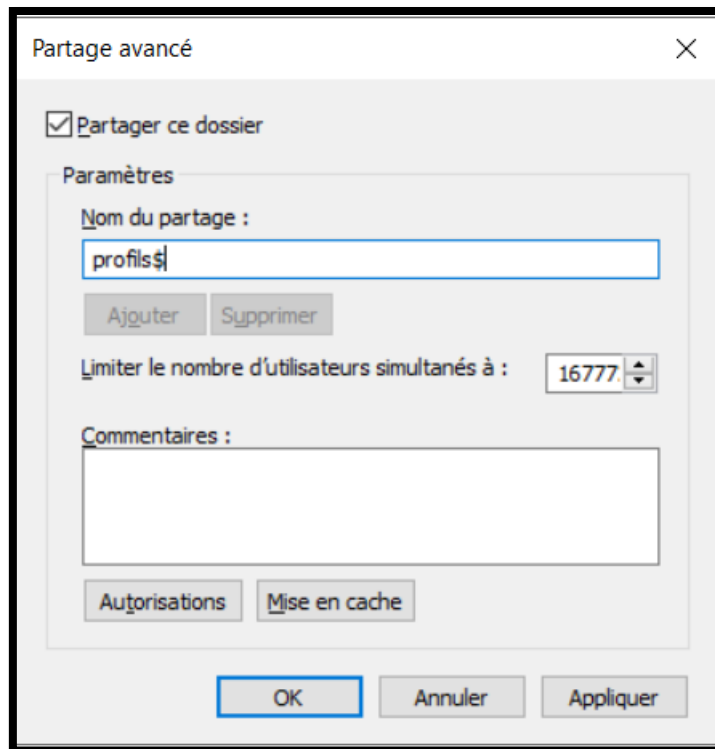 Partage avancé
Partager ce dossier
Paramètres
Nom du partage :
profils$
Ajouter Supprimer
Limiter le nombre d'utilisateurs simultanés à : 16777
Commentaires :
Autorisations Mise en cache
OK Annuler Appliquer